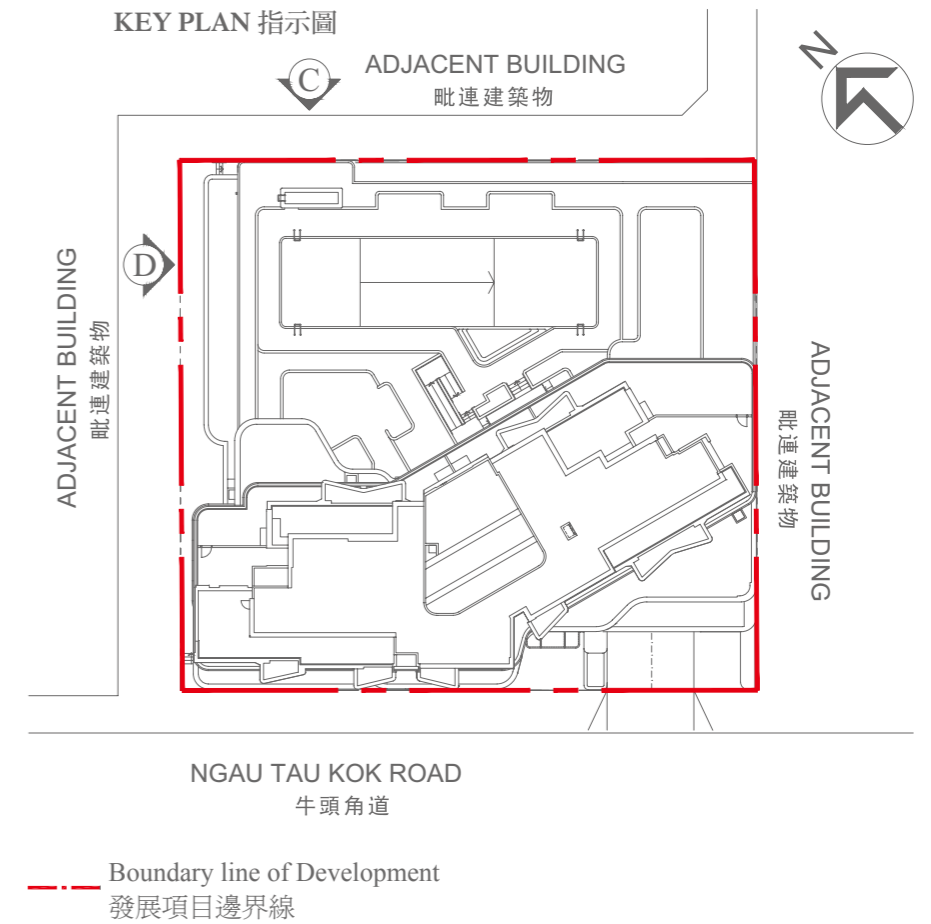 KEY PLAN 指示圖
N
C
ADJACENT BUILDING
毗連建築物
D
ADJACENT BUILDING
毗連建築物
ADJACENT BUILDING
毗連建築物
NGAU TAU KOK ROAD
牛頭角道
Boundary line of Development
發展項目邊界線